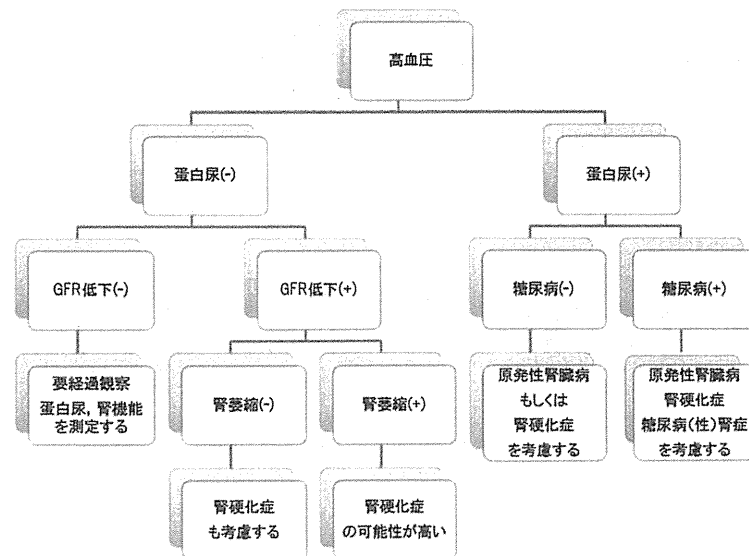 高血圧
蛋白尿(-)
蛋白尿(+)
GFR低下(-)
GFR低下(+)
糖尿病(-)
糖尿病(+)
要経過観察
蛋白尿，腎機能
を測定する
腎萎縮(-)
腎萎縮(+)
原発性腎臓病
もしくは
腎硬化症
を考慮する
原発性腎臓病
腎硬化症
糖尿病(性)腎症
を考慮する
腎硬化症
も考慮する
腎硬化症
の可能性が高い